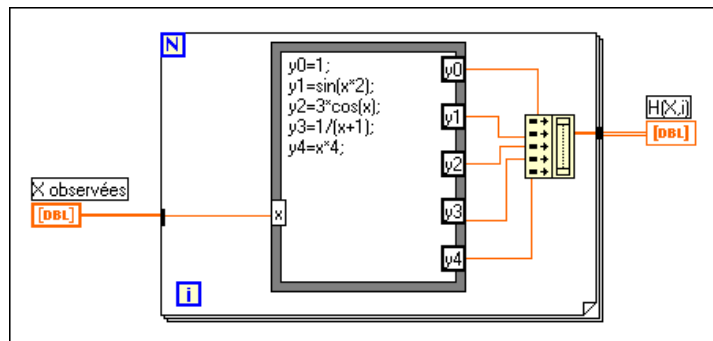 N
y0=1;
y1=sin(x*2);
y2=3*cos(x);
y3=1/(x+1);
y4=x*4;
y0
y1
y2
y3
y4
H(X,i)
[DBL]
X observées
[DBL]
x
i